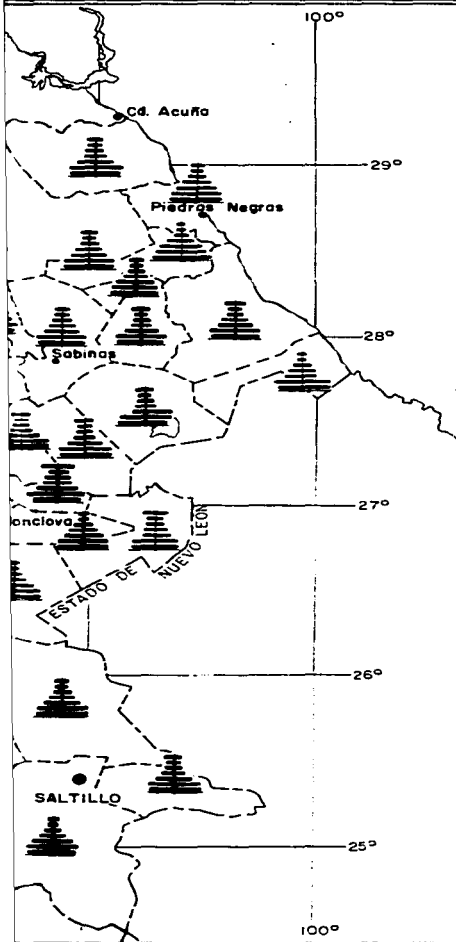 100°
Cd. Acuña
29°
Piedras Negras
28°
Sabinas
27°
onclova
ESTADO DE NUEVO LEON
26°
SALTILLO
25°
100°